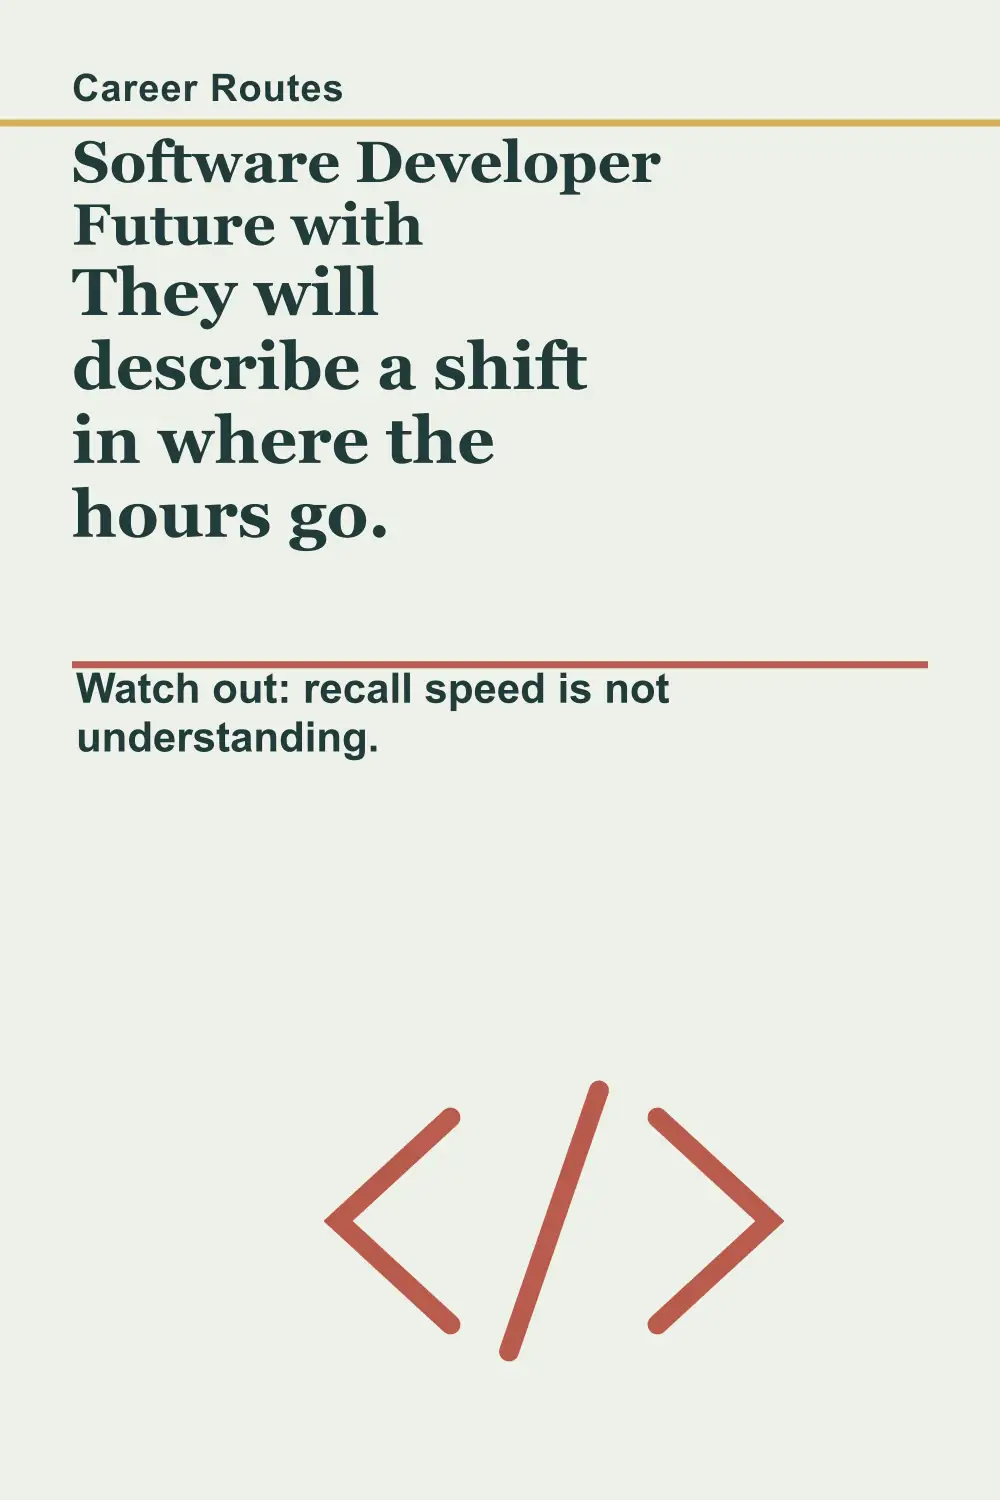 Career Routes
Software Developer
Future with
They will
describe a shift
in where the
hours go.
Watch out: recall speed is not
understanding.